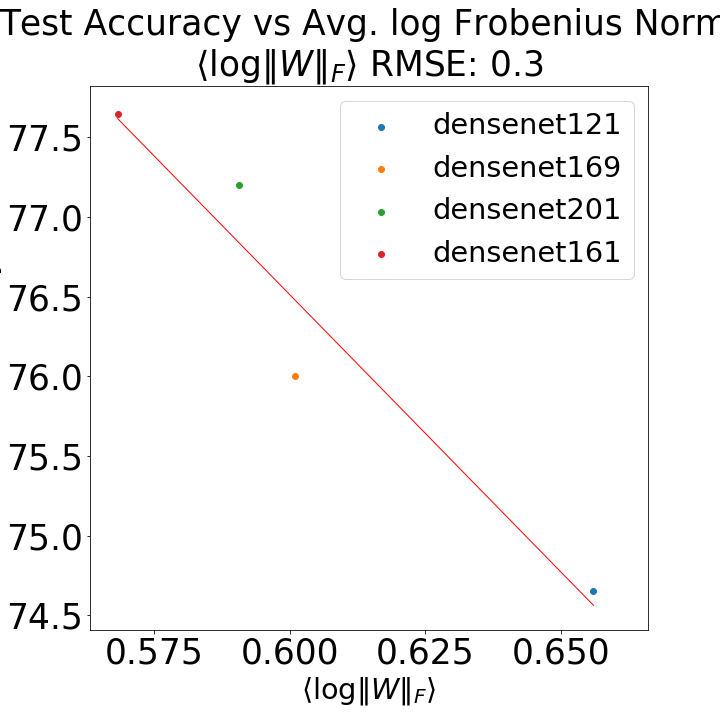 Test Accuracy vs Avg. log Frobenius Norm
⟨log‖W‖F⟩ RMSE: 0.3
densenet121
densenet169
densenet201
densenet161
77.5
77.0
76.5
76.0
75.5
75.0
74.5
0.575 0.600 0.625 0.650
⟨log‖W‖F⟩